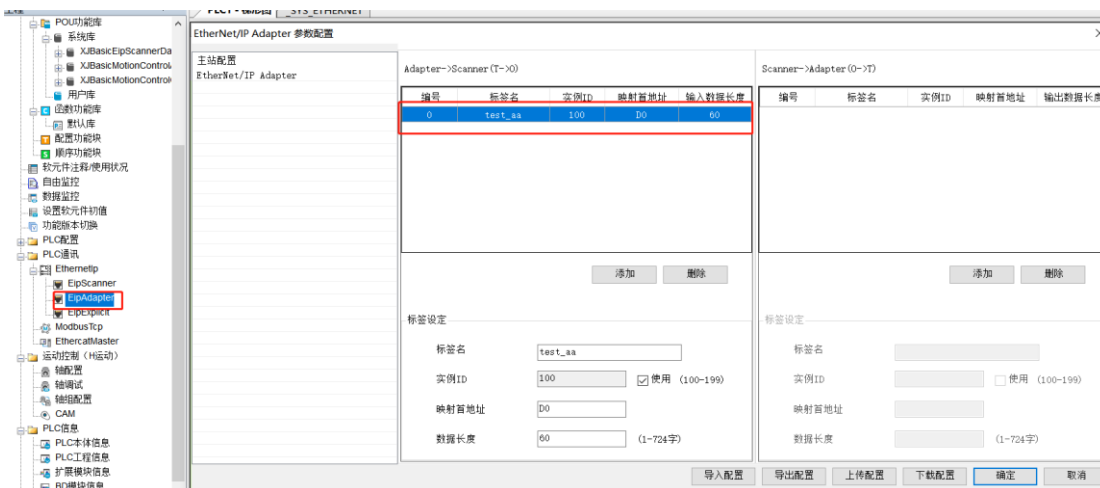 PLC1 - 梯形图
_SYS_ETHERNET
POU功能库
系统库
XJBasicEipScannerDa
XJBasicMotionControl
XJBasicMotionControl
用户库
函数功能库
默认库
配置功能块
顺序功能块
软元件注释/使用状况
自由监控
数据监控
设置软元件初值
功能版本切换
PLC配置
PLC通讯
EthernetIp
EipScanner
EipAdapter
EipExplicit
ModbusTcp
EthercatMaster
运动控制（H运动）
轴配置
轴调试
轴组配置
CAM
PLC信息
PLC本体信息
PLC工程信息
扩展模块信息
BD模块信息
EtherNet/IP Adapter 参数配置
主站配置
EtherNet/IP Adapter
Adapter->Scanner(T->O)
编号 标签名 实例ID 映射首地址 输入数据长度
0 test_aa 100 D0 60
添加 删除
标签设定
标签名 test_aa
实例ID 100 使用 (100-199)
映射首地址 D0
数据长度 60 (1-724字)
Scanner->Adapter(O->T)
编号 标签名 实例ID 映射首地址 输出数据长度
添加 删除
标签设定
标签名
实例ID 使用 (100-199)
映射首地址
数据长度 (1-724字)
导入配置 导出配置 上传配置 下载配置 确定 取消